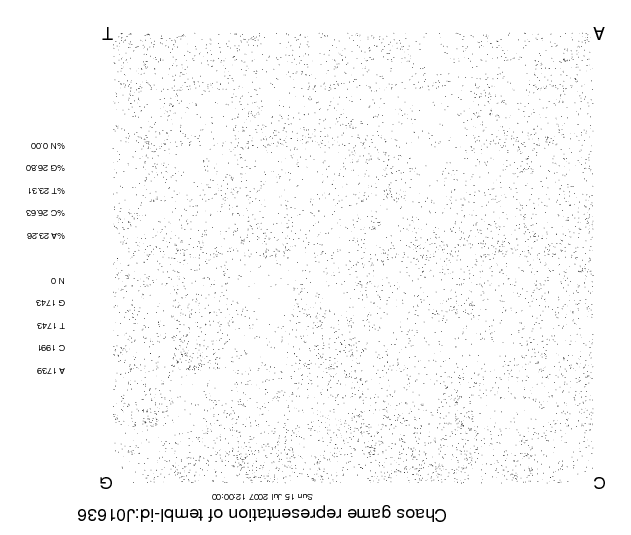 Chaos game representation of tembl-id:J01636
Sun 15 Jul 2007 12:00:00
C
G
A 1739
C 1991
T 1743
G 1743
N 0
%A 23.26
%C 26.63
%T 23.31
%G 26.80
%N 0.00
A
T